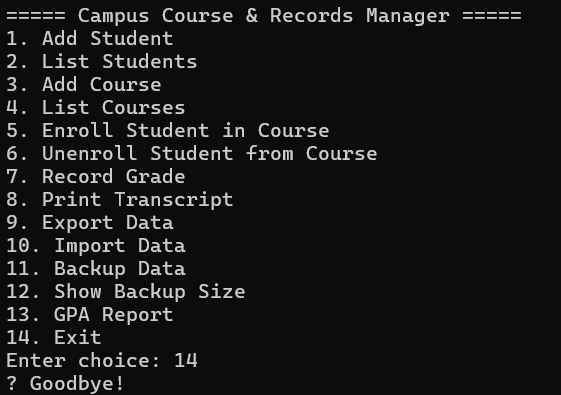 ===== Campus Course & Records Manager =====
1. Add Student
2. List Students
3. Add Course
4. List Courses
5. Enroll Student in Course
6. Unenroll Student from Course
7. Record Grade
8. Print Transcript
9. Export Data
10. Import Data
11. Backup Data
12. Show Backup Size
13. GPA Report
14. Exit
Enter choice: 14
? Goodbye!